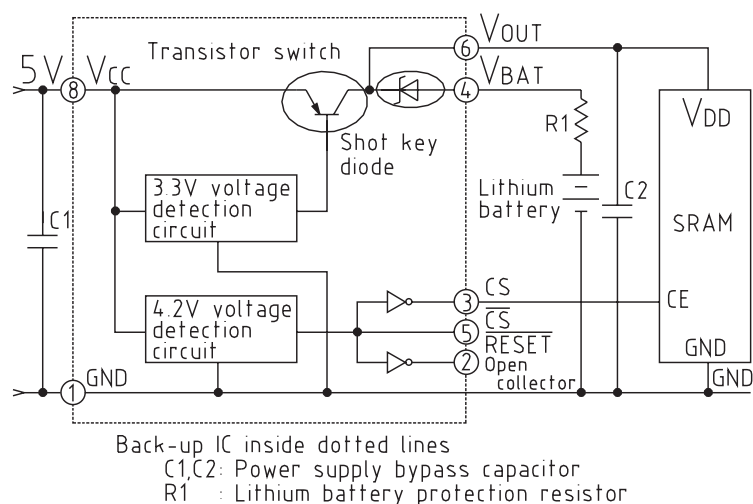 VOUT
Transistor switch
5V
VCC
8
6
VBAT
4
VDD
R1
Shot key
diode
3.3V voltage
detection
circuit
Lithium
battery
C2
C1
SRAM
4.2V voltage
detection
circuit
3
CS
CE
CS
5
RESET
2
Open
collector
GND
GND
1
GND
Back-up IC inside dotted lines
C1,C2: Power supply bypass capacitor
R1 : Lithium battery protection resistor